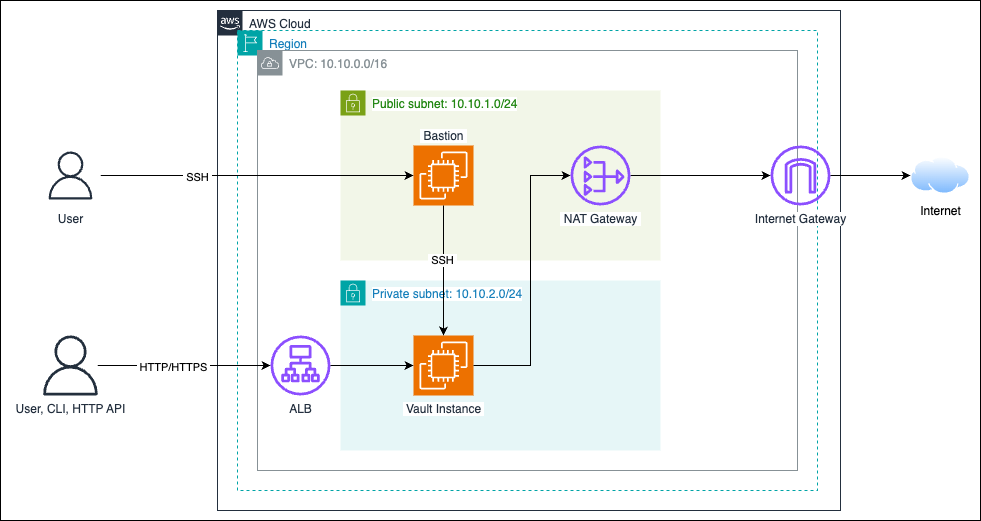 aws
AWS Cloud
Region
VPC: 10.10.0.0/16
Public subnet: 10.10.1.0/24
Bastion
SSH
User
NAT Gateway
Internet Gateway
Internet
SSH
Private subnet: 10.10.2.0/24
HTTP/HTTPS
User, CLI, HTTP API
ALB
Vault Instance